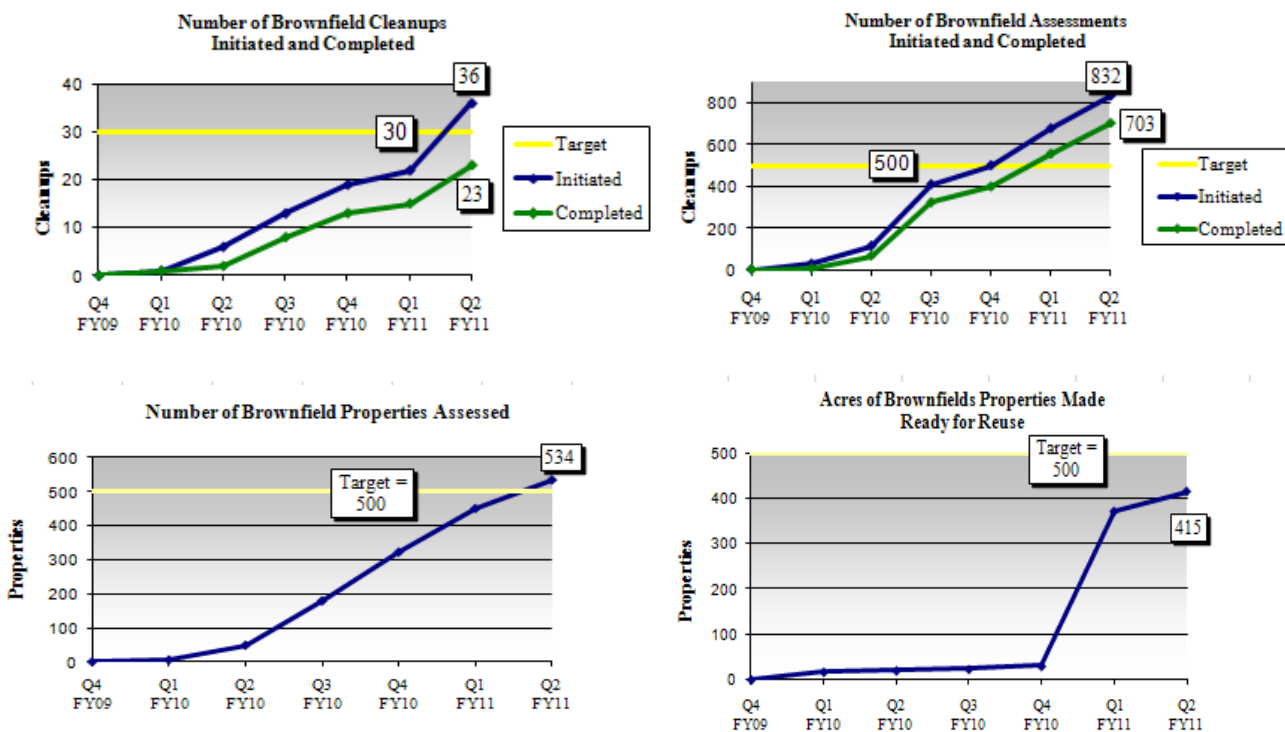 Number of Brownfield Cleanups
Initiated and Completed
40
30
20
10
0
Cleanups
36
30
23
Target
Initiated
Completed
Q4 Q1 Q2 Q3 Q4 Q1 Q2
FY09 FY10 FY10 FY10 FY10 FY11 FY11
Number of Brownfield Assessments
Initiated and Completed
800
600
400
200
0
Cleanups
832
703
500
Target
Initiated
Completed
Q4 Q1 Q2 Q3 Q4 Q1 Q2
FY09 FY10 FY10 FY10 FY10 FY11 FY11
Number of Brownfield Properties Assessed
600
500
400
300
200
100
0
Properties
534
Target =
500
Q4 Q1 Q2 Q3 Q4 Q1 Q2
FY09 FY10 FY10 FY10 FY10 FY11 FY11
Acres of Brownfields Properties Made
Ready for Reuse
500
400
300
200
100
0
Properties
Target =
500
415
Q4 Q1 Q2 Q3 Q4 Q1 Q2
FY09 FY10 FY10 FY10 FY10 FY11 FY11